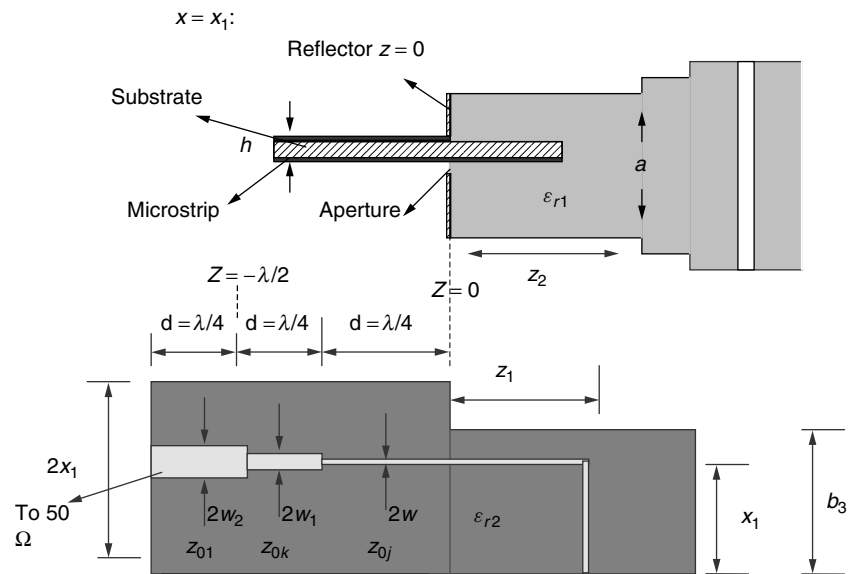 x = x₁:
Reflector z = 0
Substrate
h
a
Microstrip
Aperture
εr1
z₂
Z = −λ/2
Z = 0
d = λ/4 d = λ/4 d = λ/4
z₁
2x₁
To 50
Ω
2w₂ 2w₁ 2w
εr2
x₁
b₃
z₀₁ z₀ₖ z₀ⱼ